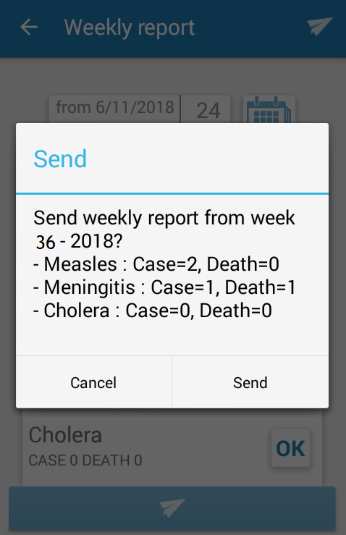 Weekly report
from 6/11/2018 24
Send
Send weekly report from week
36 - 2018?
- Measles : Case=2, Death=0
- Meningitis : Case=1, Death=1
- Cholera : Case=0, Death=0
Cancel Send
Cholera
CASE 0 DEATH 0
OK